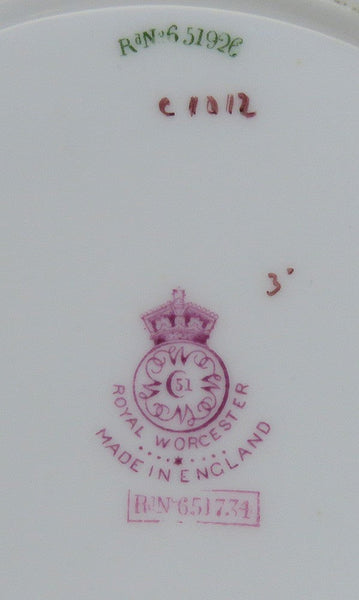 RdNo 651926
C1012
3
51
ROYAL WORCESTER
MADE IN ENGLAND
RdNo 651734